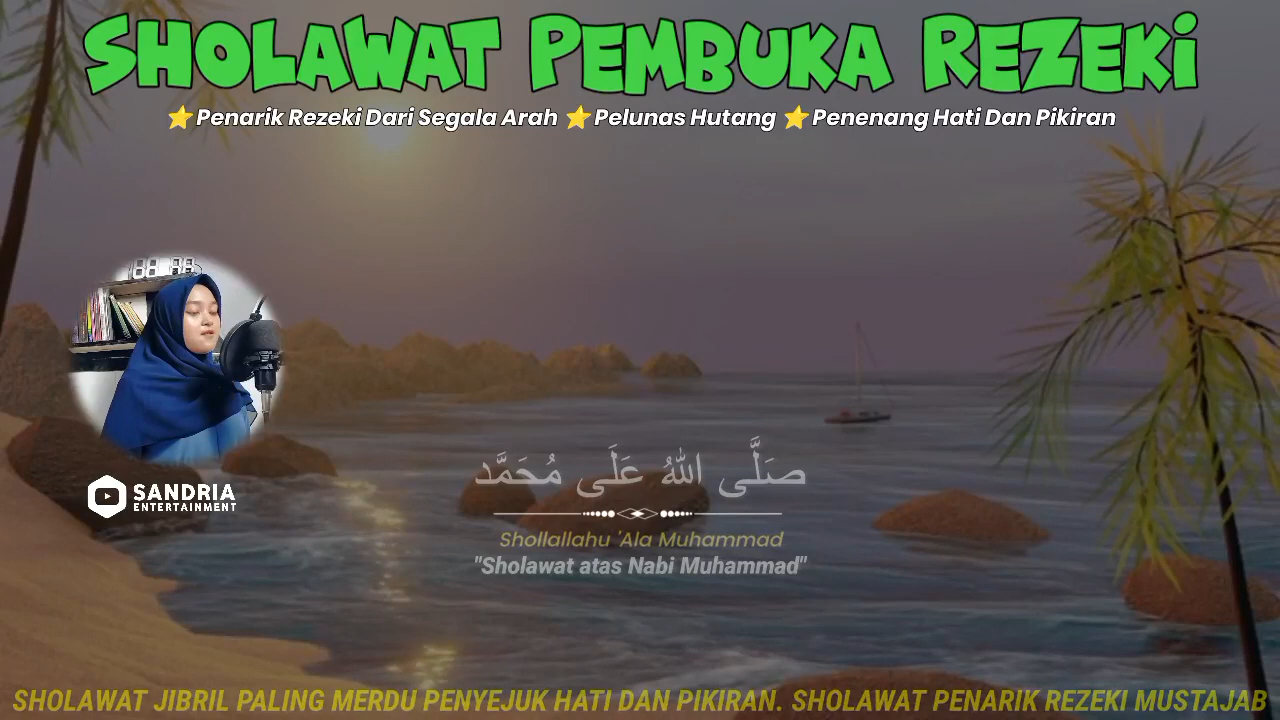 SHOLAWAT PEMBUKA REZEKi
⭐Penarik Rezeki Dari Segala Arah ⭐Pelunas Hutang ⭐Penenang Hati Dan Pikiran
SANDRIA
ENTERTAINMENT
صَلَّى اللهُ عَلَى مُحَمَّد
Shollallahu 'Ala Muhammad
"Sholawat atas Nabi Muhammad"
SHOLAWAT JIBRIL PALING MERDU PENYEJUK HATI DAN PIKIRAN. SHOLAWAT PENARIK REZEKI MUSTAJAB